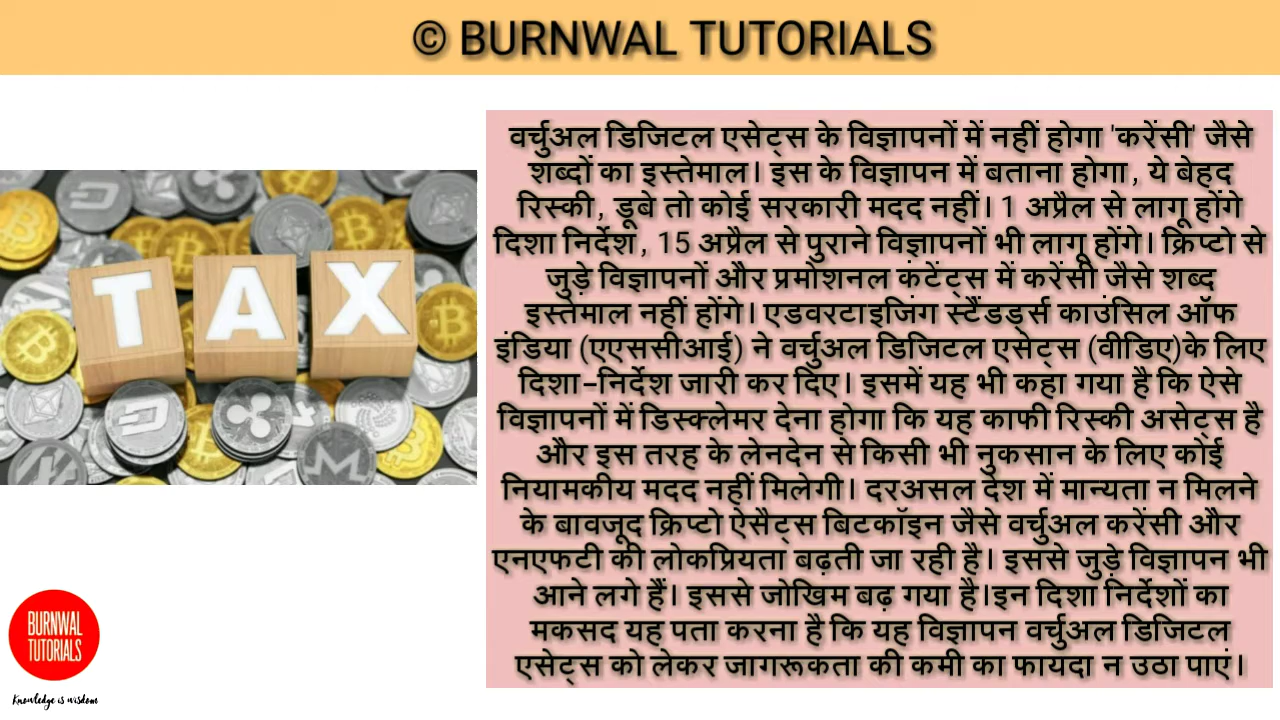 © BURNWAL TUTORIALS
वर्चुअल डिजिटल एसेट्स के विज्ञापनों में नहीं होगा 'करेंसी' जैसे
शब्दों का इस्तेमाल। इस के विज्ञापन में बताना होगा, ये बेहद
रिस्की, डूबे तो कोई सरकारी मदद नहीं। 1 अप्रैल से लागू होंगे
दिशा निर्देश, 15 अप्रैल से पुराने विज्ञापनों भी लागू होंगे। क्रिप्टो से
जुड़े विज्ञापनों और प्रमोशनल कंटेंट्स में करेंसी जैसे शब्द
इस्तेमाल नहीं होंगे। एडवरटाइजिंग स्टैंडर्ड्स काउंसिल ऑफ
इंडिया (एएससीआई) ने वर्चुअल डिजिटल एसेट्स (वीडिए)के लिए
दिशा-निर्देश जारी कर दिए। इसमें यह भी कहा गया है कि ऐसे
विज्ञापनों में डिस्क्लेमर देना होगा कि यह काफी रिस्की असेट्स है
और इस तरह के लेनदेन से किसी भी नुकसान के लिए कोई
नियामकीय मदद नहीं मिलेगी। दरअसल देश में मान्यता न मिलने
के बावजूद क्रिप्टो ऐसैट्स बिटकॉइन जैसे वर्चुअल करेंसी और
एनएफटी की लोकप्रियता बढ़ती जा रही है। इससे जुड़े विज्ञापन भी
आने लगे हैं। इससे जोखिम बढ़ गया है।इन दिशा निर्देशों का
मकसद यह पता करना है कि यह विज्ञापन वर्चुअल डिजिटल
एसेट्स को लेकर जागरूकता की कमी का फायदा न उठा पाएं।
TAX
BURNWAL
TUTORIALS
Knowledge is wisdom